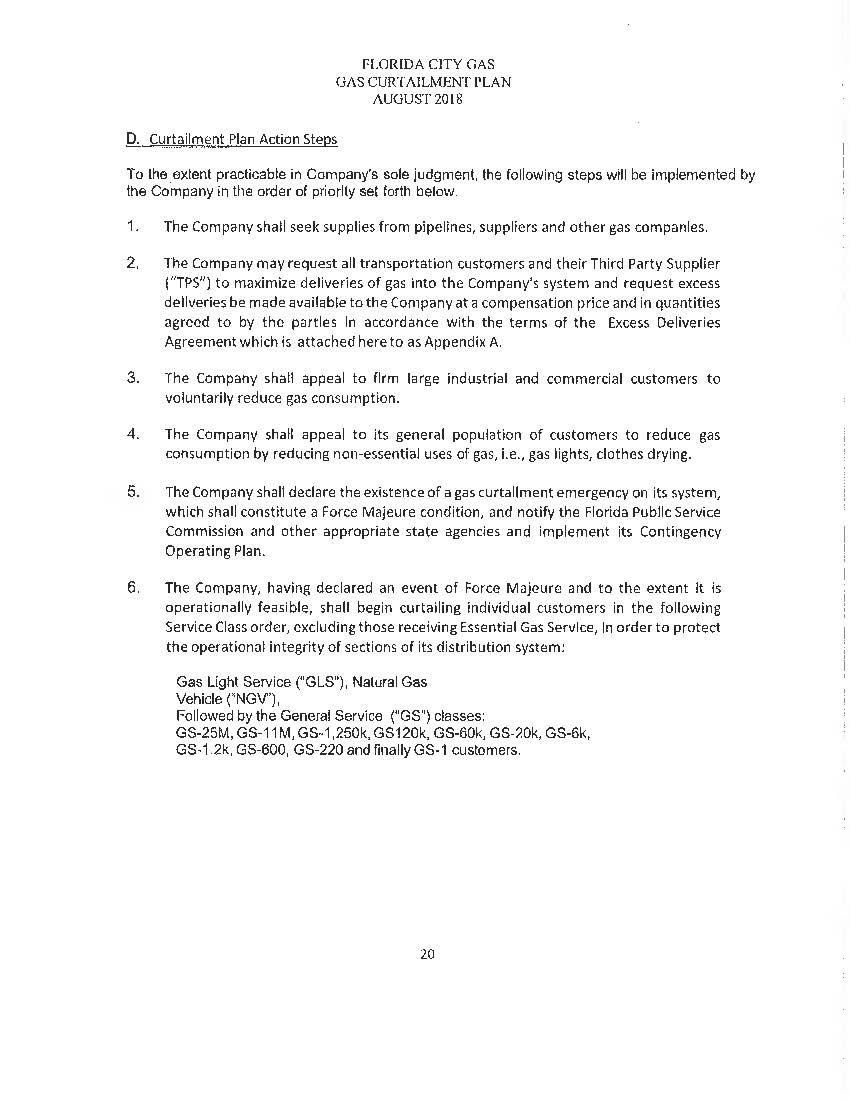 FLORIDA CITY GAS
GAS CURTAILMENT PLAN
AUGUST 2018
D. Curtailment Plan Action Steps
To the extent practicable in Company's sole judgment, the following steps will be implemented by
the Company in the order of priority set forth below.
1. The Company shall seek supplies from pipelines, suppliers and other gas companies.
2. The Company may request all transportation customers and their Third Party Supplier
("TPS") to maximize deliveries of gas into the Company's system and request excess
deliveries be made available to the Company at a compensation price and in quantities
agreed to by the parties in accordance with the terms of the Excess Deliveries
Agreement which is attached here to as Appendix A.
3. The Company shall appeal to firm large industrial and commercial customers to
voluntarily reduce gas consumption.
4. The Company shall appeal to its general population of customers to reduce gas
consumption by reducing non-essential uses of gas, i.e., gas lights, clothes drying.
5. The Company shall declare the existence of a gas curtailment emergency on its system,
which shall constitute a Force Majeure condition, and notify the Florida Public Service
Commission and other appropriate state agencies and implement its Contingency
Operating Plan.
6. The Company, having declared an event of Force Majeure and to the extent it is
operationally feasible, shall begin curtailing individual customers in the following
Service Class order, excluding those receiving Essential Gas Service, in order to protect
the operational integrity of sections of its distribution system:
Gas Light Service ("GLS"), Natural Gas
Vehicle ("NGV"),
Followed by the General Service ("GS") classes:
GS-25M, GS-11M, GS-1,250k, GS120k, GS-60k, GS-20k, GS-6k,
GS-1.2k, GS-600, GS-220 and finally GS-1 customers.
20